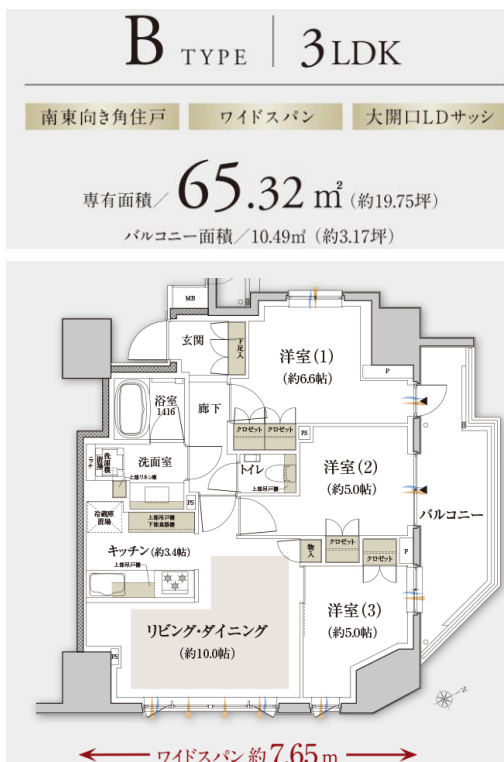 B TYPE 3LDK
南東向き角住戸 ワイドスパン 大開口LDサッシ
専有面積／65.32㎡(約19.75坪)
バルコニー面積／10.49㎡(約3.17坪)
MB
玄関
下足入
洋室(1)
(約6.6帖)
P
浴室
1416
廊下
クロゼット クロゼット
PS
洗面室
洗濯機置場
ニッチ
上部リネン棚
トイレ
上部吊戸棚
洋室(2)
(約5.0帖)
バルコニー
冷蔵庫置場
PS
上部吊戸棚
下部食器棚
キッチン(約3.4帖)
上部吊戸棚
物入
クロゼット
クロゼット
P
リビング・ダイニング
(約10.0帖)
洋室(3)
(約5.0帖)
PS
N
ワイドスパン約7.65m